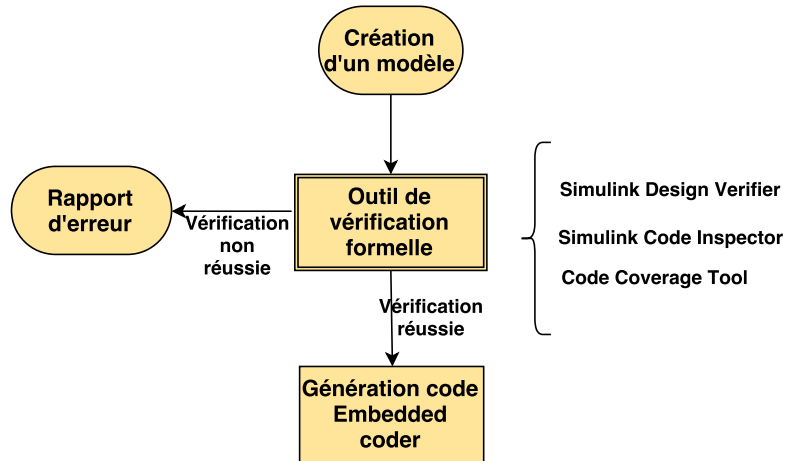 Création
d'un modèle
Rapport
d'erreur
Vérification
non
réussie
Outil de
vérification
formelle
Simulink Design Verifier
Simulink Code Inspector
Code Coverage Tool
Vérification
réussie
Génération code
Embedded
coder